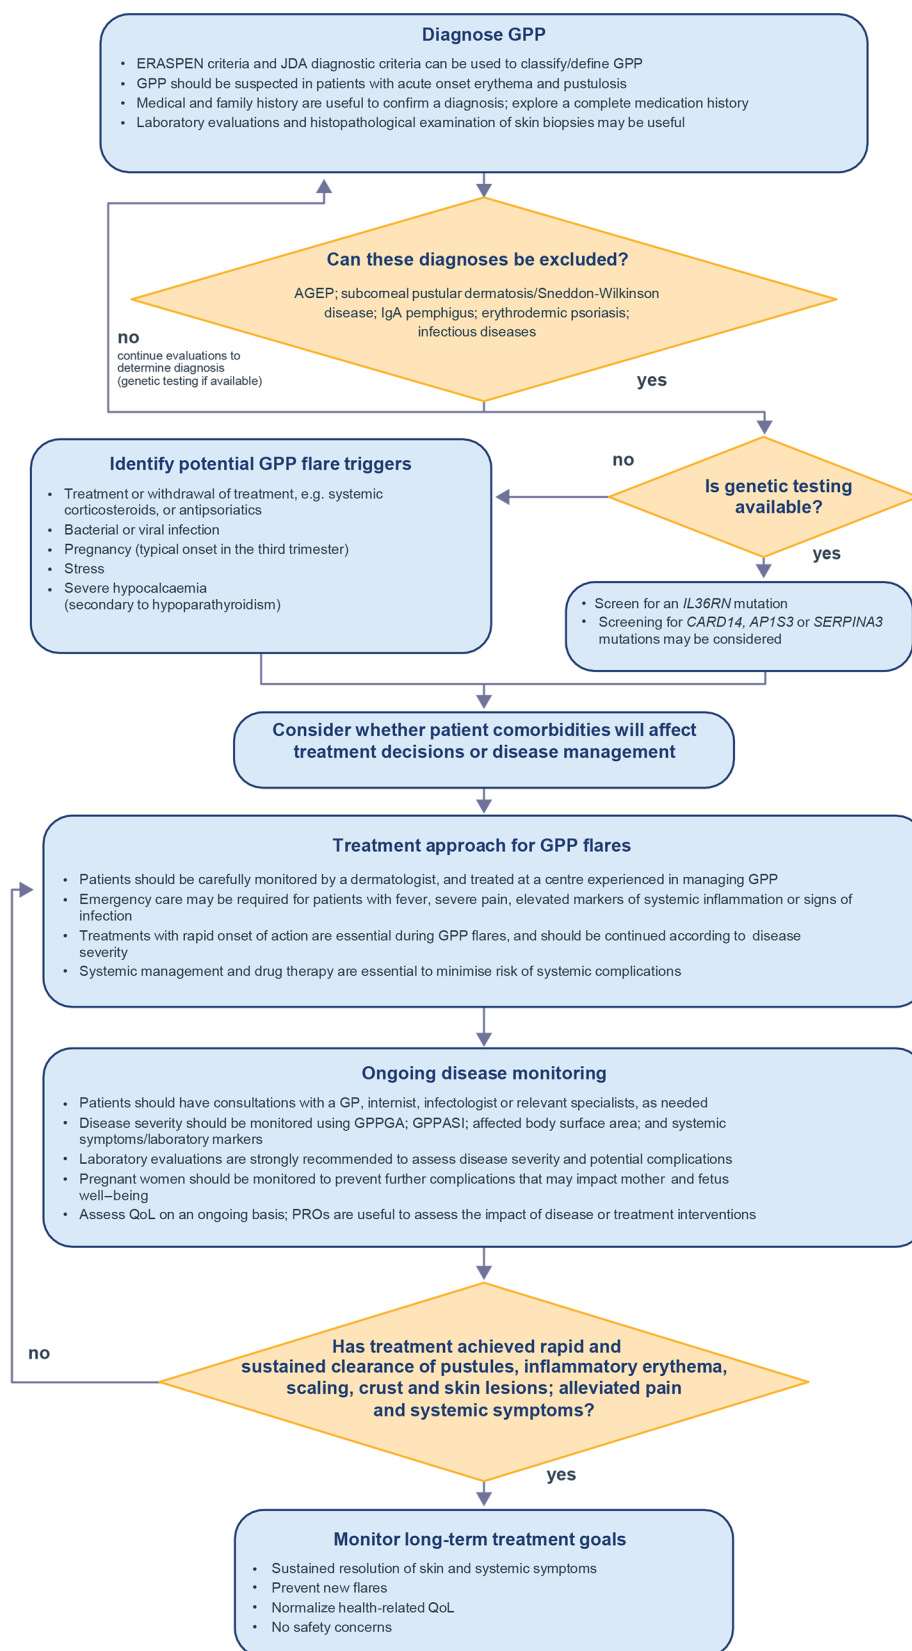 Diagnose GPP
• ERASPEN criteria and JDA diagnostic criteria can be used to classify/define GPP
• GPP should be suspected in patients with acute onset erythema and pustulosis
• Medical and family history are useful to confirm a diagnosis; explore a complete medication history
• Laboratory evaluations and histopathological examination of skin biopsies may be useful
Can these diagnoses be excluded?
AGEP; subcorneal pustular dermatosis/Sneddon-Wilkinson
disease; IgA pemphigus; erythrodermic psoriasis;
infectious diseases
no
continue evaluations to
determine diagnosis
(genetic testing if available)
yes
Is genetic testing
available?
no
yes
Identify potential GPP flare triggers
• Treatment or withdrawal of treatment, e.g. systemic
corticosteroids, or antipsoriatics
• Bacterial or viral infection
• Pregnancy (typical onset in the third trimester)
• Stress
• Severe hypocalcaemia
(secondary to hypoparathyroidism)
• Screen for an IL36RN mutation
• Screening for CARD14, AP1S3 or SERPINA3
mutations may be considered
Consider whether patient comorbidities will affect
treatment decisions or disease management
Treatment approach for GPP flares
• Patients should be carefully monitored by a dermatologist, and treated at a centre experienced in managing GPP
• Emergency care may be required for patients with fever, severe pain, elevated markers of systemic inflammation or signs of
infection
• Treatments with rapid onset of action are essential during GPP flares, and should be continued according to disease
severity
• Systemic management and drug therapy are essential to minimise risk of systemic complications
Ongoing disease monitoring
• Patients should have consultations with a GP, internist, infectologist or relevant specialists, as needed
• Disease severity should be monitored using GPPGA; GPPASI; affected body surface area; and systemic
symptoms/laboratory markers
• Laboratory evaluations are strongly recommended to assess disease severity and potential complications
• Pregnant women should be monitored to prevent further complications that may impact mother and fetus
well–being
• Assess QoL on an ongoing basis; PROs are useful to assess the impact of disease or treatment interventions
Has treatment achieved rapid and
sustained clearance of pustules, inflammatory erythema,
scaling, crust and skin lesions; alleviated pain
and systemic symptoms?
no
yes
Monitor long-term treatment goals
• Sustained resolution of skin and systemic symptoms
• Prevent new flares
• Normalize health-related QoL
• No safety concerns